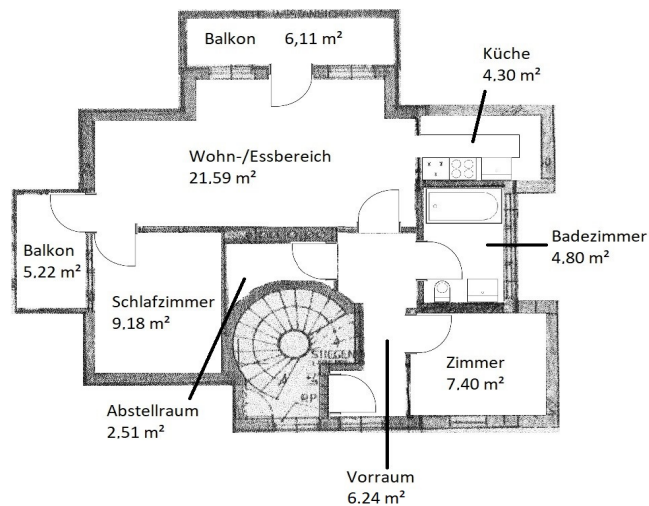 Balkon 6,11 m²
Küche
4.30 m²
Wohn-/Essbereich
21,59 m²
Balkon
5.22 m²
Badezimmer
4,80 m²
Schlafzimmer
9,18 m²
STIEGEN
Zimmer
7.40 m²
Abstellraum
2,51 m²
Vorraum
6.24 m²